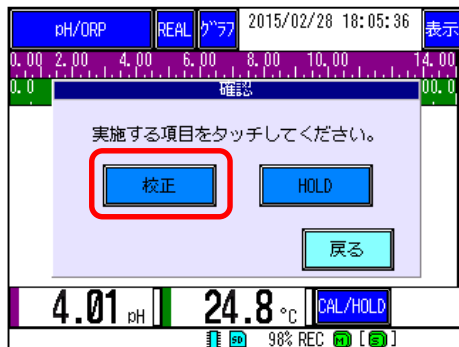 pH/ORP REAL グラフ 2015/02/28 18:05:36 表示
0.00 2.00 4.00 6.00 8.00 10.00 14.00
0.0 確認 00.0
実施する項目をタッチしてください。
校正 HOLD
戻る
4.01 pH 24.8 °C CAL/HOLD
SD 98% REC M [S]